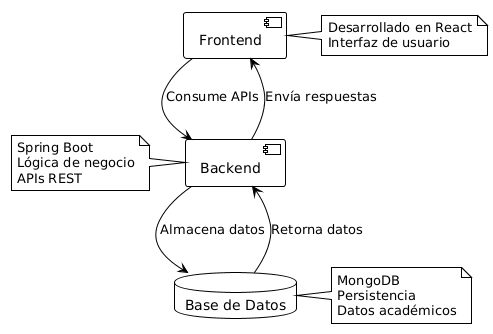 Frontend
Desarrollado en React
Interfaz de usuario
Consume APIs
Envía respuestas
Spring Boot
Lógica de negocio
APIs REST
Backend
Almacena datos
Retorna datos
Base de Datos
MongoDB
Persistencia
Datos académicos